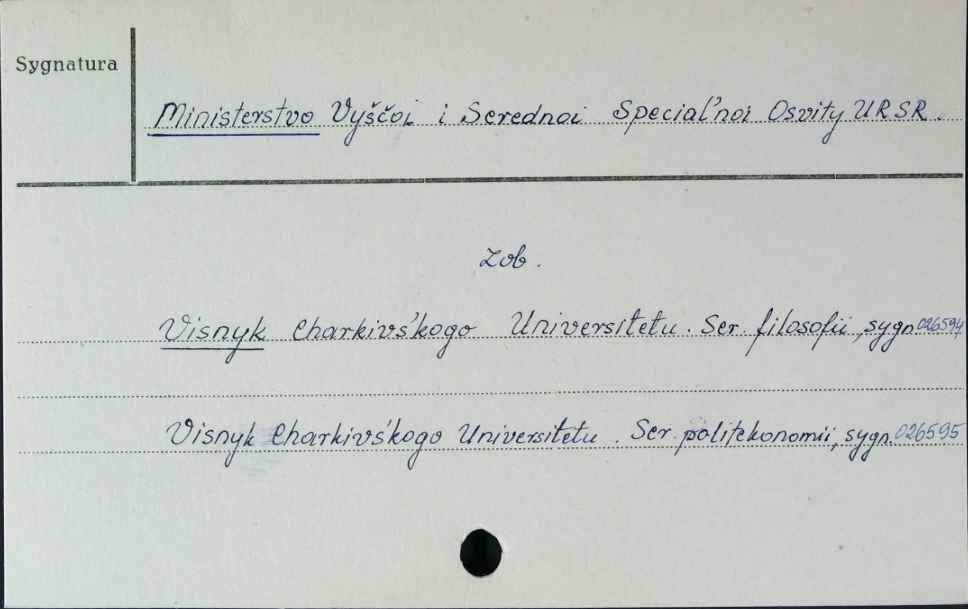 Sygnatura
Ministerstvo Vyščoi i Serednoi Special'noi Osvity URSR.
Zob.
Visnyk Charkivs'kogo Universitetu. Ser. filosofii, sygn. 026594
Visnyk Charkivs'kogo Universitetu. Ser. politekonomii, sygn. 026595